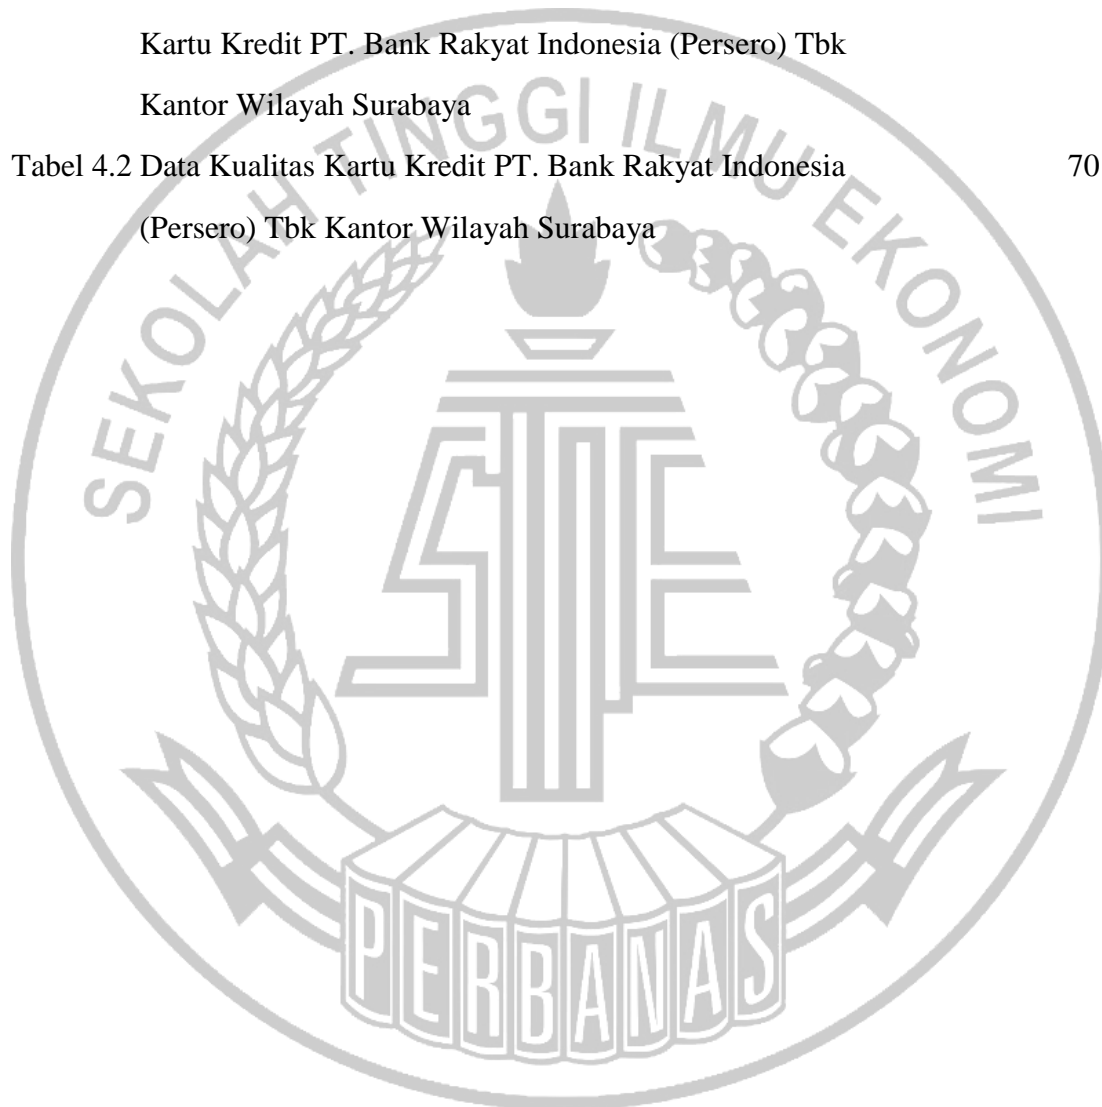 Kartu Kredit PT. Bank Rakyat Indonesia (Persero) Tbk
Kantor Wilayah Surabaya
Tabel 4.2 Data Kualitas Kartu Kredit PT. Bank Rakyat Indonesia 70
(Persero) Tbk Kantor Wilayah Surabaya
SEKOLAH TINGGI ILMU EKONOMI
STIE
PERBANAS